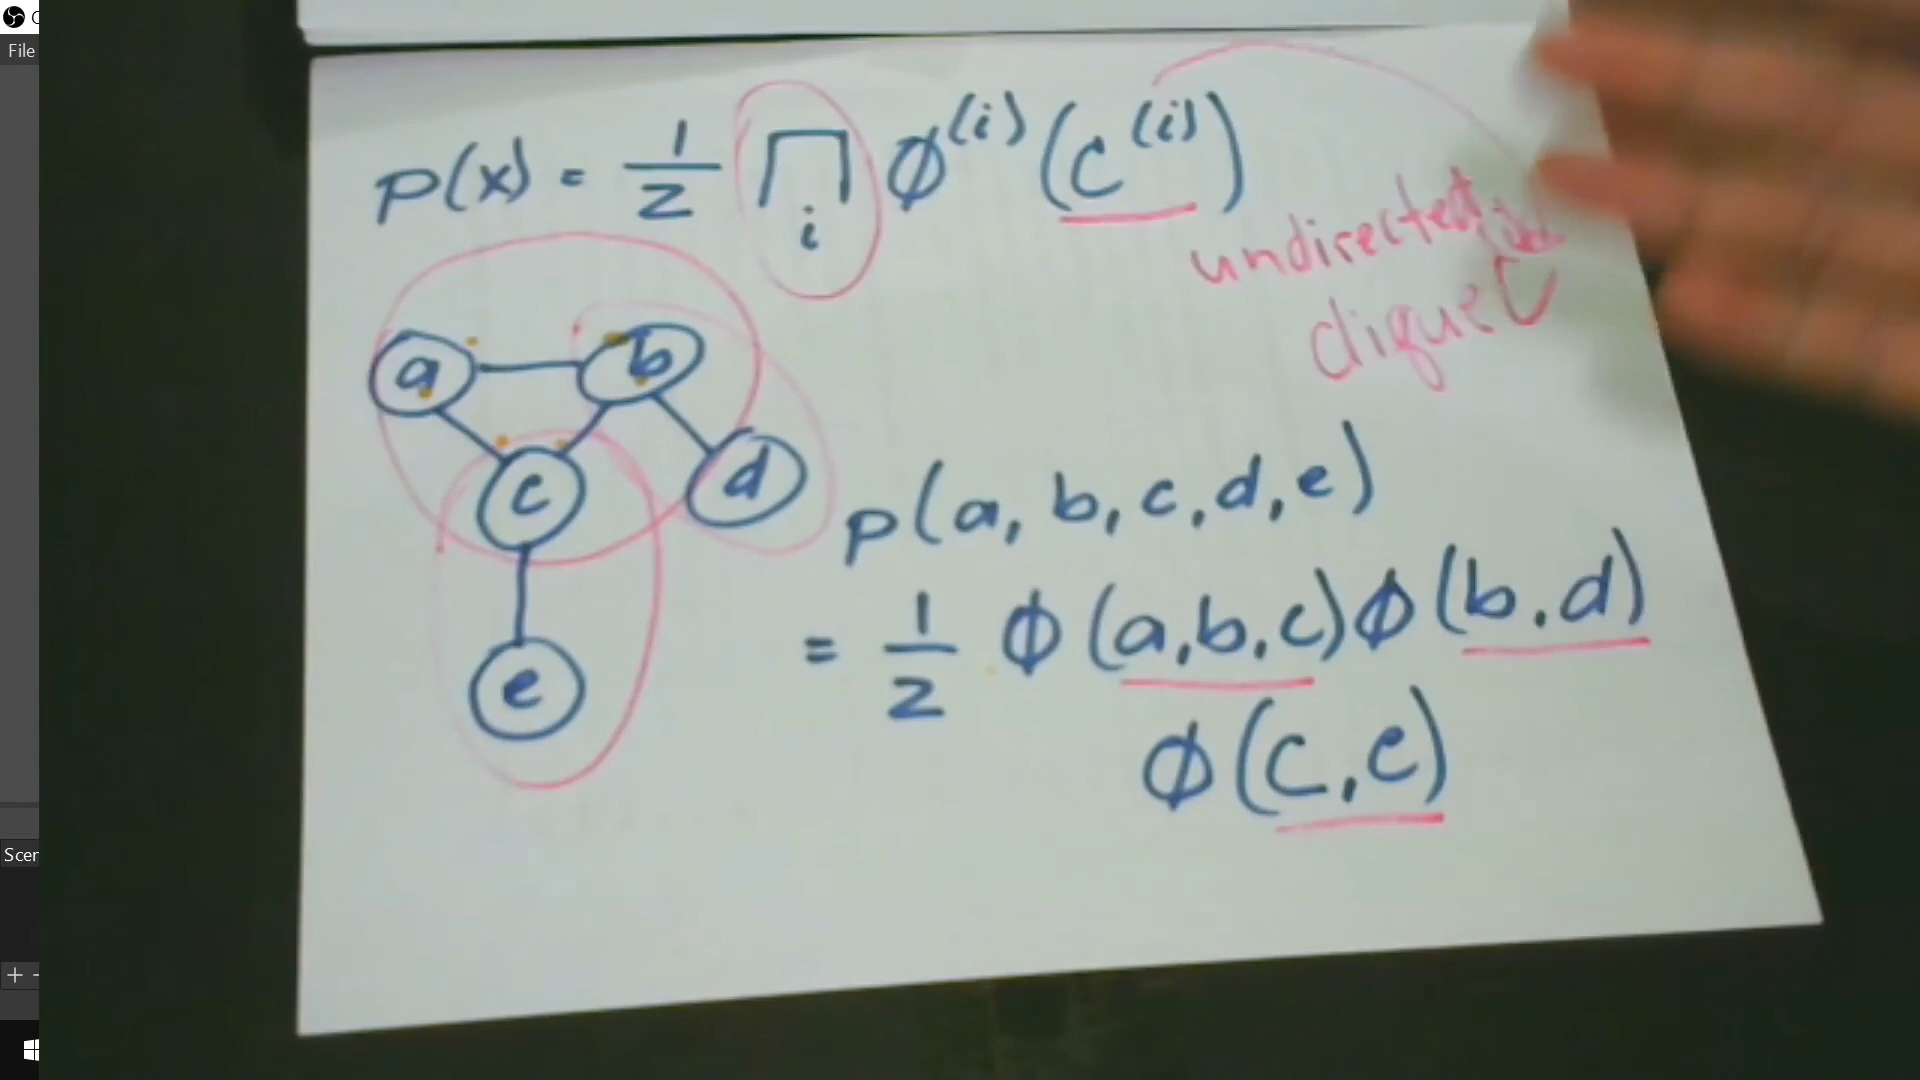 File
p(x) = 1/Z ∏ᵢ ϕ^(i) (C^(i))
undirected
clique
a b
c d
e
p(a, b, c, d, e)
= 1/Z ϕ(a, b, c) ϕ(b, d)
ϕ(c, e)
Scer